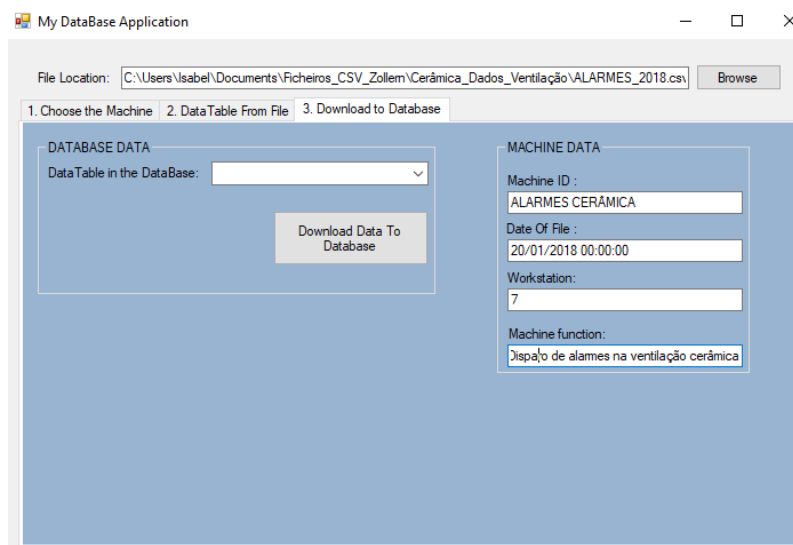 My DataBase Application
File Location: C:\Users\Isabel\Documents\Ficheiros_CSV_Zollern\Cerâmica_Dados_Ventilação\ALARMES_2018.cs Browse
1. Choose the Machine 2. DataTable From File 3. Download to Database
DATABASE DATA
DataTable in the DataBase:
Download Data To
Database
MACHINE DATA
Machine ID :
ALARMES CERÂMICA
Date Of File :
20/01/2018 00:00:00
Workstation:
7
Machine function:
Disparo de alarmes na ventilação cerâmica